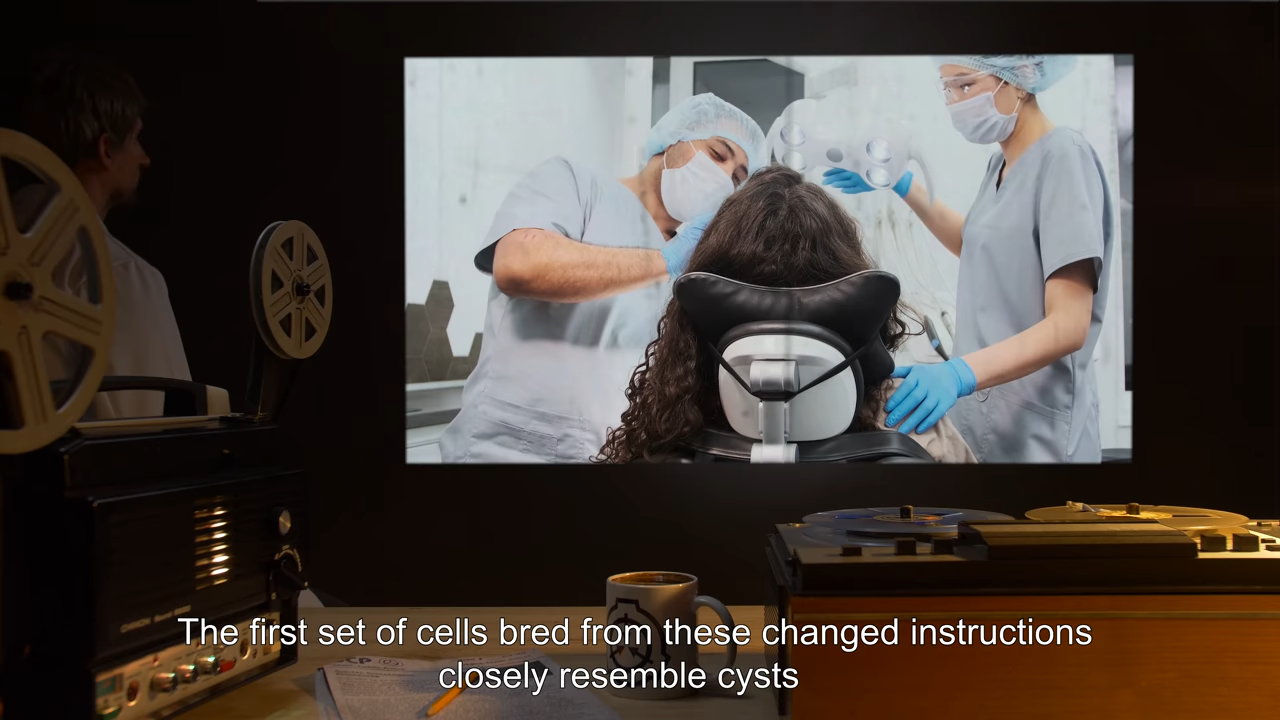 The first set of cells bred from these changed instructions
closely resemble cysts